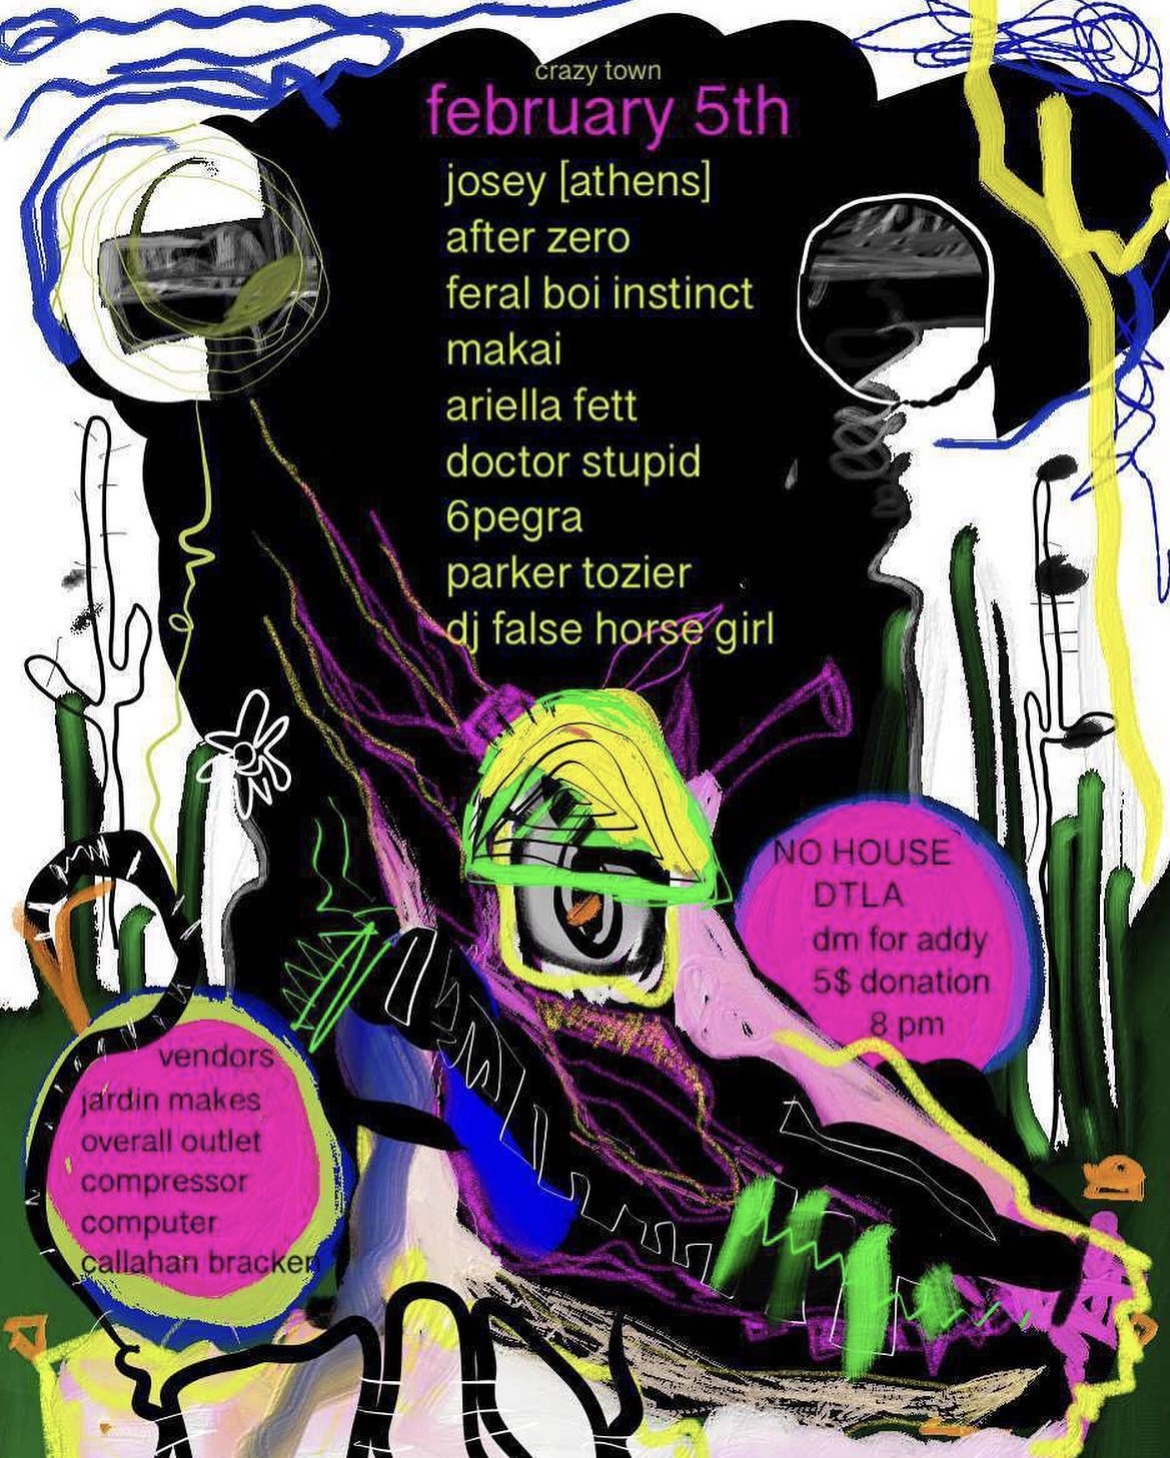 crazy town
february 5th
josey [athens]
after zero
feral boi instinct
makai
ariella fett
doctor stupid
6pegra
parker tozier
dj false horse girl
NO HOUSE
DTLA
dm for addy
5$ donation
8 pm
vendors
jardin makes
overall outlet
compressor
computer
callahan bracken